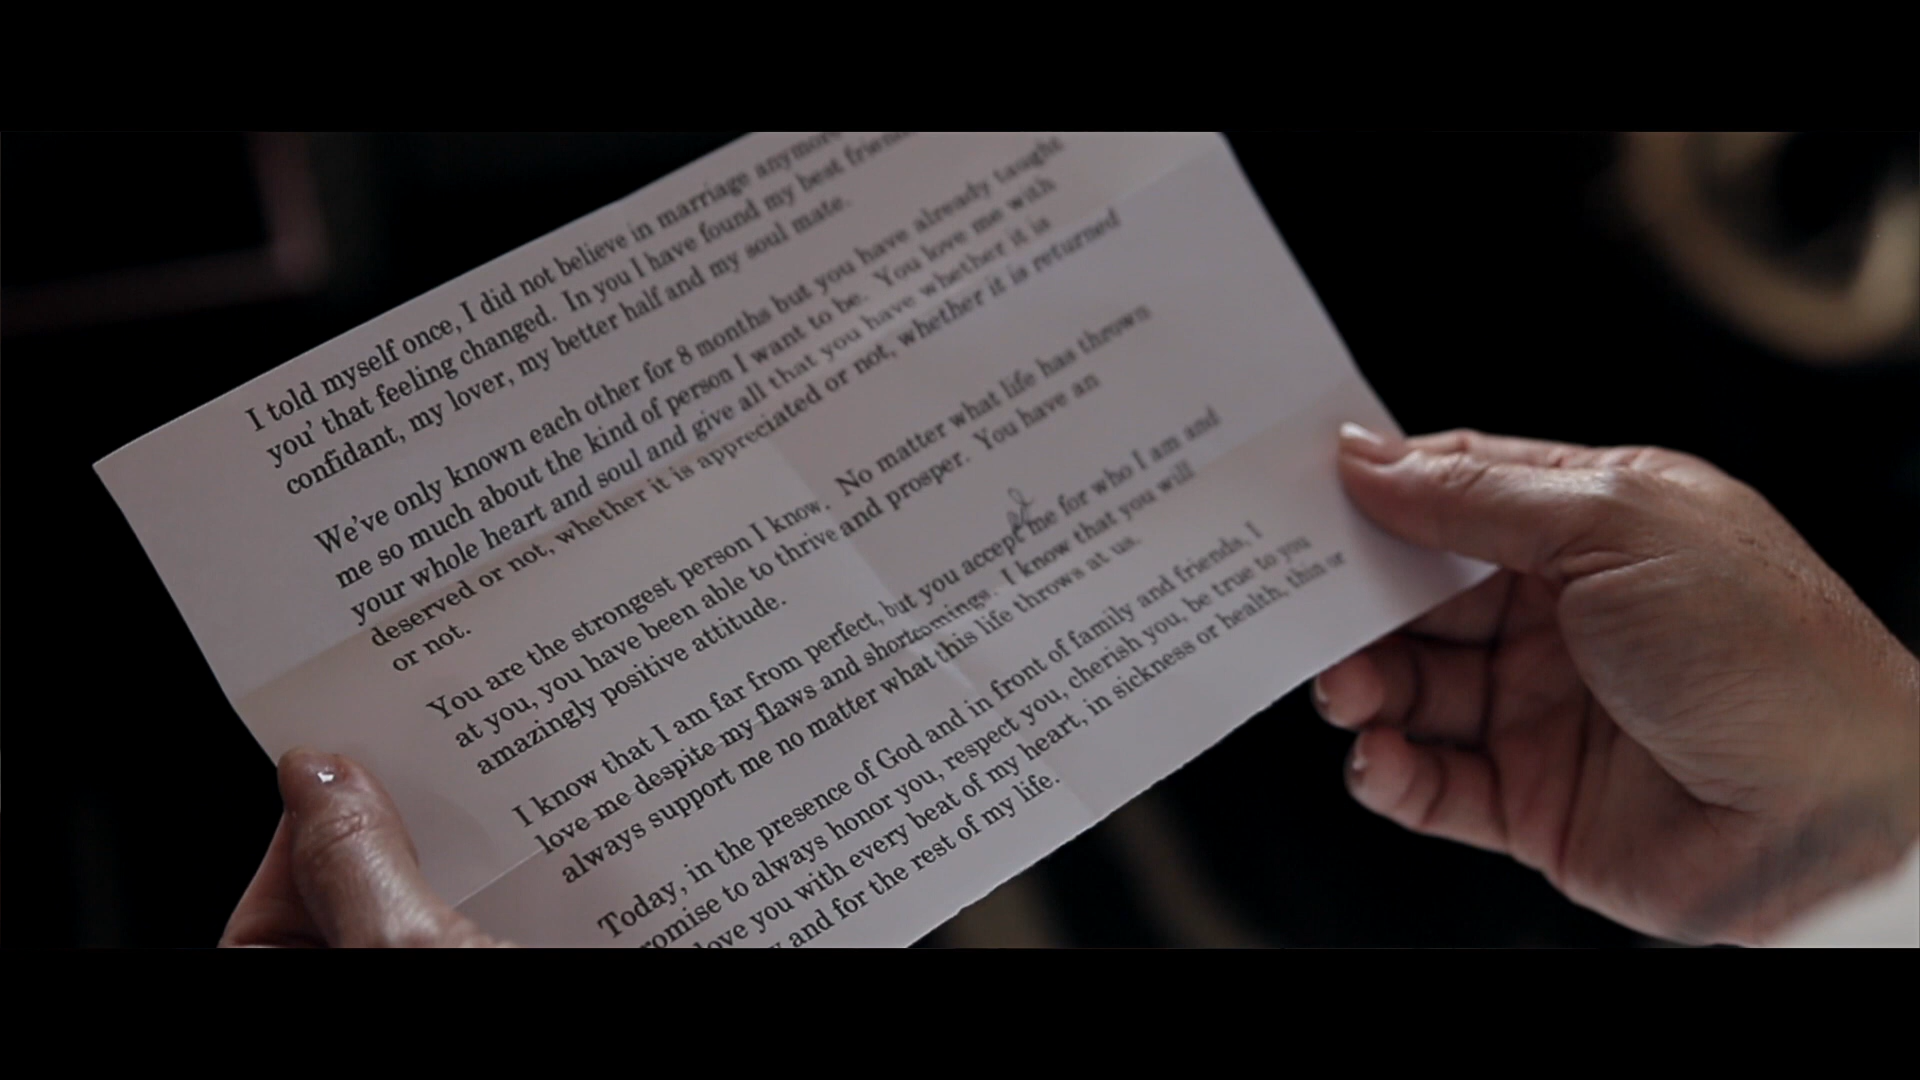 I told myself once, I did not believe in marriage anymore
you' that feeling changed. In you I have found my best friend
confidant, my lover, my better half and my soul mate.
We've only known each other for 8 months but you have already taught
me so much about the kind of person I want to be. You love me with
your whole heart and soul and give all that you have whether it is
deserved or not, whether it is appreciated or not, whether it is returned
or not.
You are the strongest person I know. No matter what life has thrown
at you, you have been able to thrive and prosper. You have an
amazingly positive attitude.
I know that I am far from perfect, but you accept me for who I am and
love me despite my flaws and shortcomings. I know that you will
always support me no matter what this life throws at us.
Today, in the presence of God and in front of family and friends, I
romise to always honor you, respect you, cherish you, be true to you
love you with every beat of my heart, in sickness or health, thin or
and for the rest of my life.